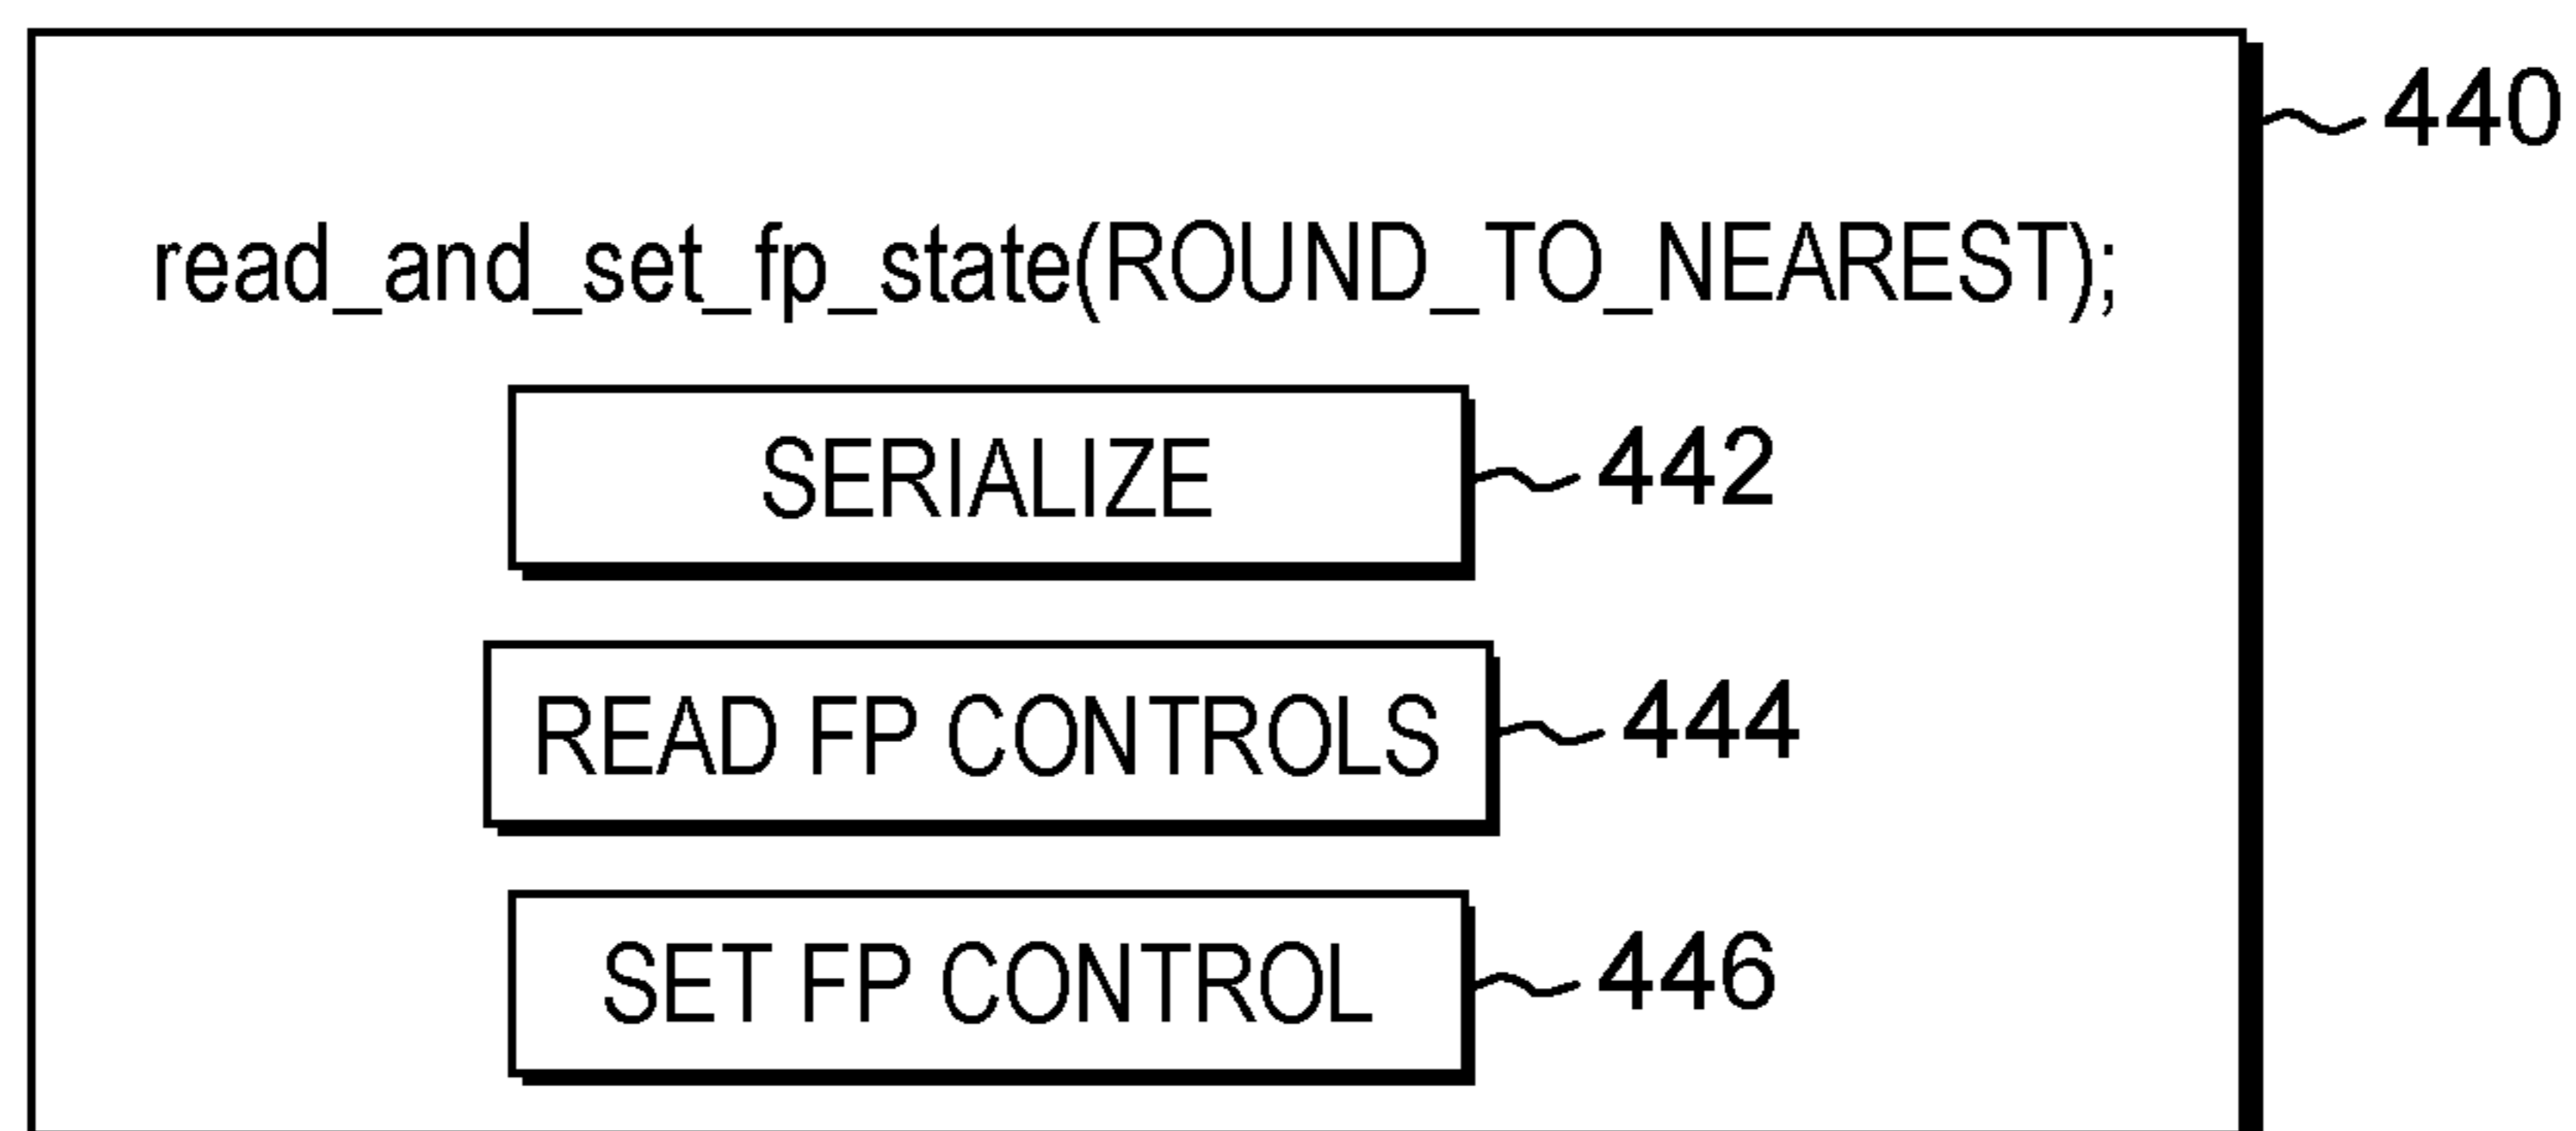 440
read_and_set_fp_state(ROUND_TO_NEAREST);
SERIALIZE 442
READ FP CONTROLS 444
SET FP CONTROL 446